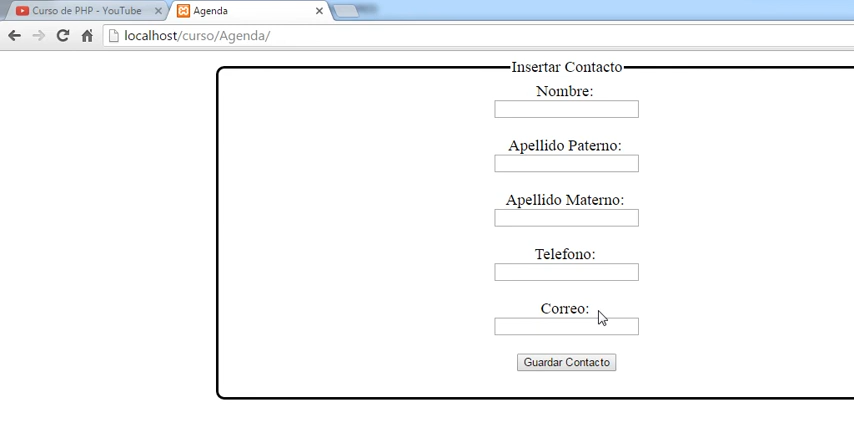 Curso de PHP - YouTube
Agenda
localhost/curso/Agenda/
Insertar Contacto
Nombre:
Apellido Paterno:
Apellido Materno:
Telefono:
Correo:
Guardar Contacto